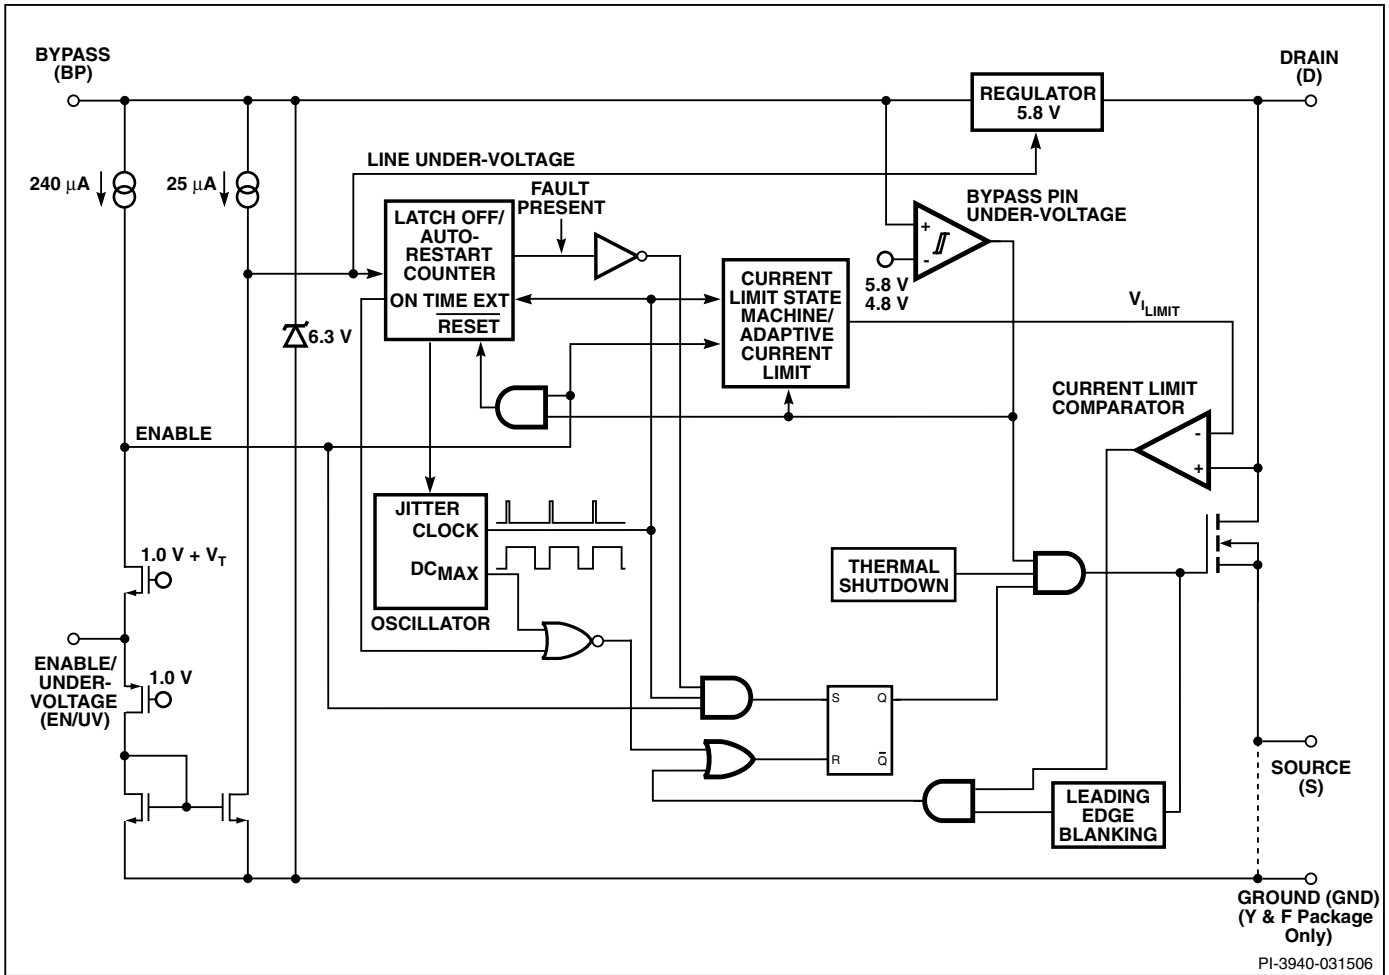 BYPASS
(BP)
DRAIN
(D)
REGULATOR
5.8 V
LINE UNDER-VOLTAGE
240 μA
25 μA
FAULT
PRESENT
BYPASS PIN
UNDER-VOLTAGE
LATCH OFF/
AUTO-
RESTART
COUNTER
ON TIME EXT
RESET
+
-
5.8 V
4.8 V
CURRENT
LIMIT STATE
MACHINE/
ADAPTIVE
CURRENT
LIMIT
VILIMIT
6.3 V
CURRENT LIMIT
COMPARATOR
-
+
ENABLE
JITTER
CLOCK
DCMAX
OSCILLATOR
1.0 V + VT
THERMAL
SHUTDOWN
ENABLE/
UNDER-
VOLTAGE
(EN/UV)
1.0 V
S Q
R Q
SOURCE
(S)
LEADING
EDGE
BLANKING
GROUND (GND)
(Y & F Package
Only)
PI-3940-031506